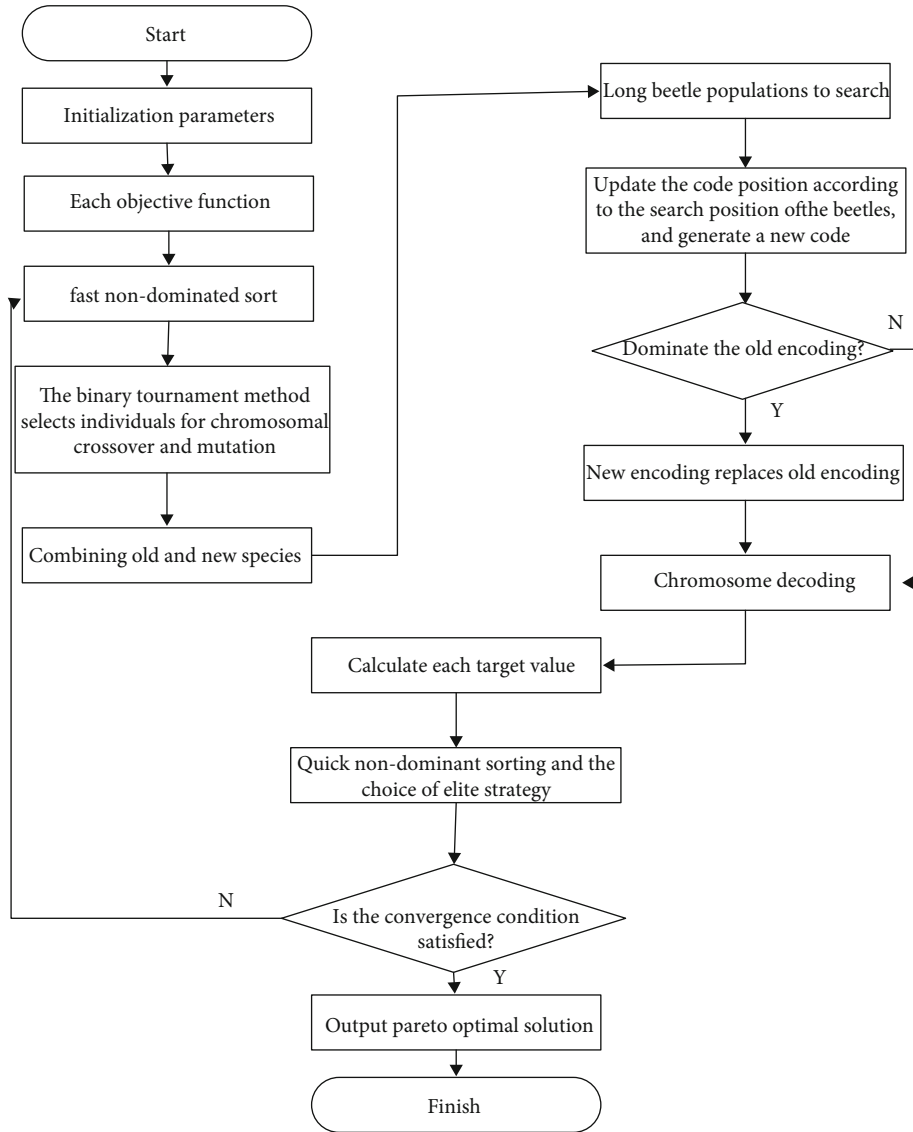 Start
Initialization parameters
Each objective function
fast non-dominated sort
The binary tournament method
selects individuals for chromosomal
crossover and mutation
Combining old and new species
Long beetle populations to search
Update the code position according
to the search position ofthe beetles,
and generate a new code
Dominate the old encoding?
N
Y
New encoding replaces old encoding
Chromosome decoding
Calculate each target value
Quick non-dominant sorting and the
choice of elite strategy
Is the convergence condition
satisfied?
N
Y
Output pareto optimal solution
Finish